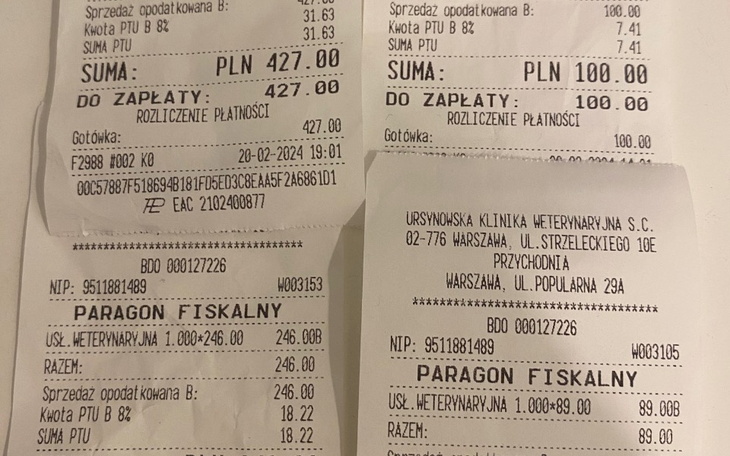 427.00
Sprzedaż opodatkowana B:
Kwota PTU B 8% 31.63
SUMA PTU 31.63
SUMA: PLN 427.00
DO ZAPŁATY: 427.00
ROZLICZENIE PŁATNOŚCI
Gotówka: 427.00
F2988 #002 K0 20-02-2024 19:01
00C57887F518694B181FD5ED3C8EAA5F2A6861D1
EAC 2102400877
****************************
BDO 000127226
NIP: 9511881489 W003153
PARAGON FISKALNY
USŁ.WETERYNARYJNA 1.000*246.00 246.00B
RAZEM: 246.00
Sprzedaż opodatkowana B: 246.00
Kwota PTU B 8% 18.22
SUMA PTU 18.22
Sprzedaż opodatkowana B: 100.00
Kwota PTU B 8% 7.41
SUMA PTU 7.41
SUMA: PLN 100.00
DO ZAPŁATY: 100.00
ROZLICZENIE PŁATNOŚCI
Gotówka: 100.00
URSYNOWSKA KLINIKA WETERYNARYJNA S.C.
02-776 WARSZAWA, UL.STRZELECKIEGO 10E
PRZYCHODNIA
WARSZAWA, UL.POPULARNA 29A
******************************
BDO 000127226
NIP: 9511881489 W003105
PARAGON FISKALNY
USŁ.WETERYNARYJNA 1.000*89.00 89.00B
RAZEM: 89.00